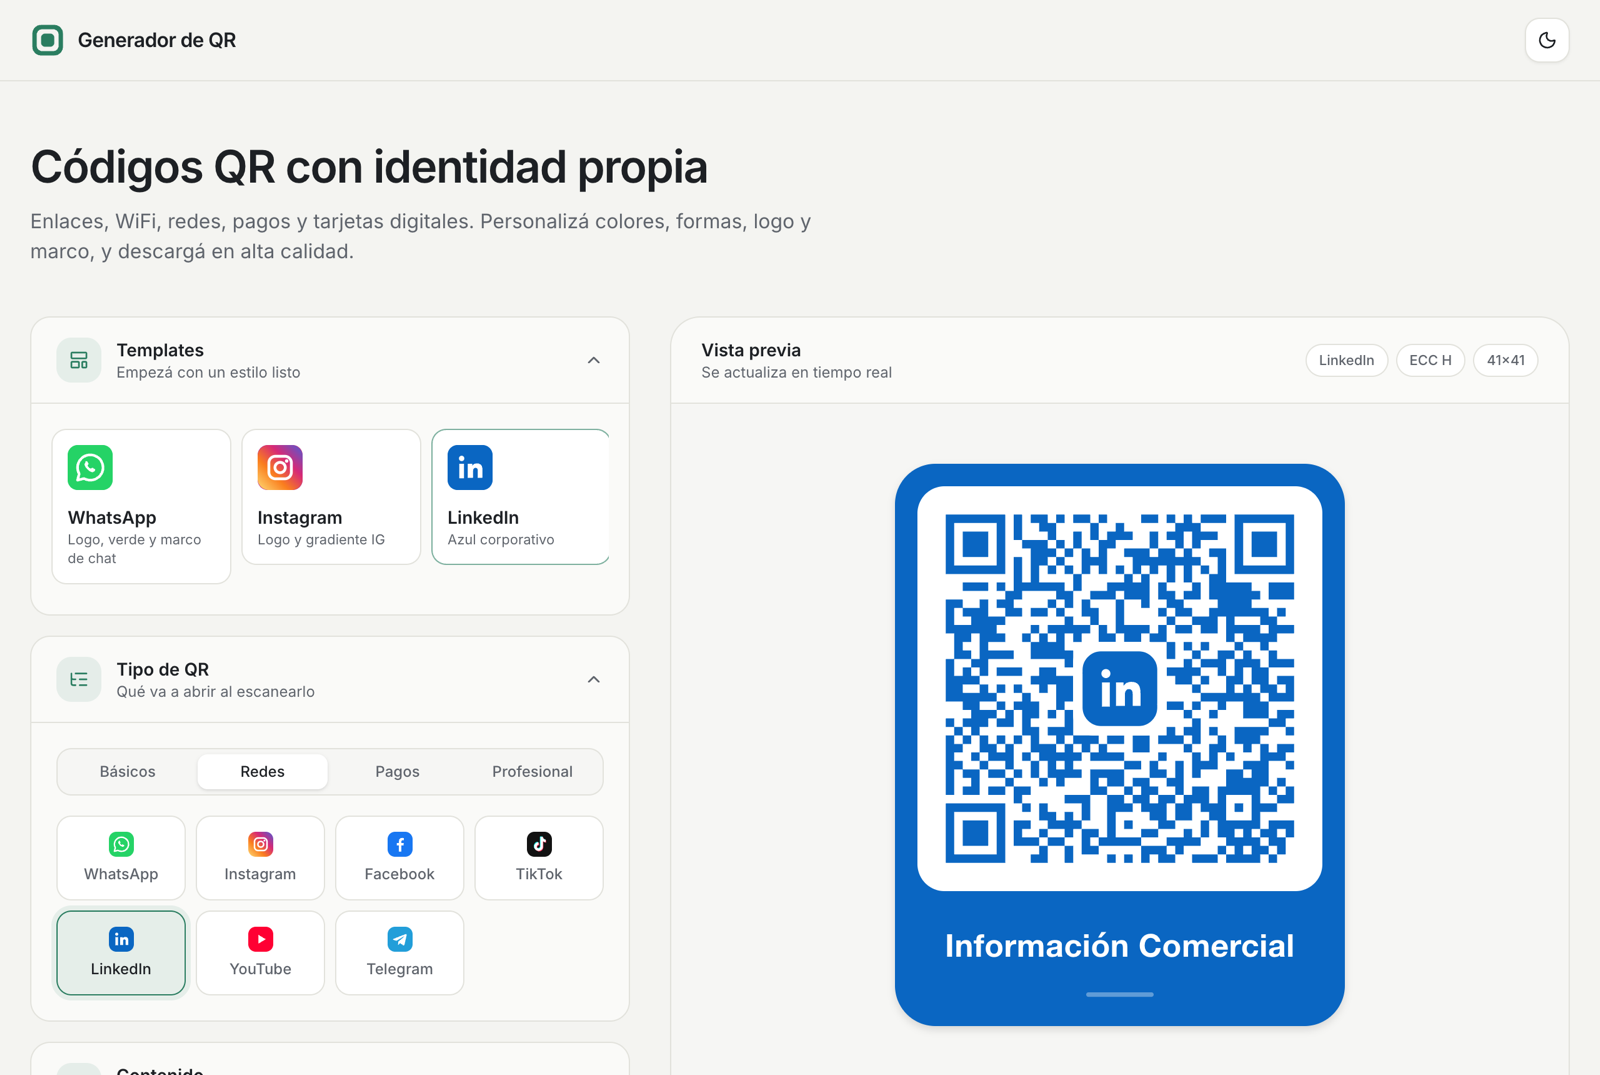 Generador de QR
Códigos QR con identidad propia
Enlaces, WiFi, redes, pagos y tarjetas digitales. Personalizá colores, formas, logo y
marco, y descargá en alta calidad.
Templates
Empezá con un estilo listo
WhatsApp
Logo, verde y marco
de chat
Instagram
Logo y gradiente IG
in
LinkedIn
Azul corporativo
Tipo de QR
Qué va a abrir al escanearlo
Básicos
Redes
Pagos
Profesional
WhatsApp
Instagram
Facebook
TikTok
in
LinkedIn
YouTube
Telegram
Contenido
Vista previa
Se actualiza en tiempo real
LinkedIn
ECC H
41×41
in
Información Comercial